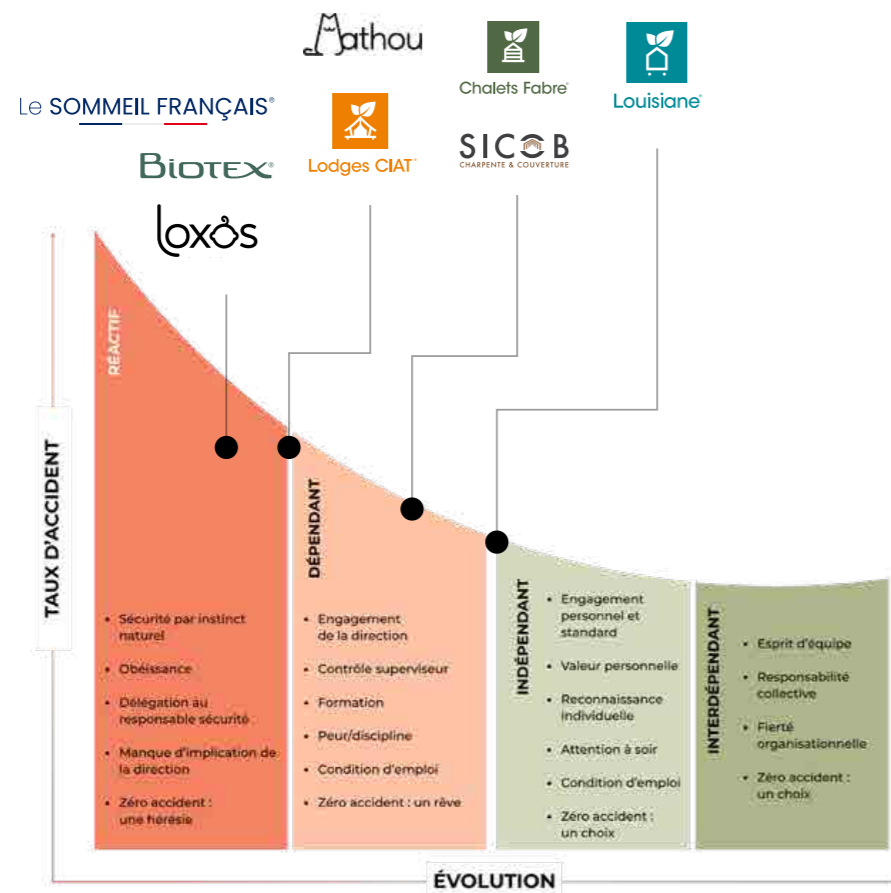 Mathou
Chalets Fabre
Louisiane
Le SOMMEIL FRANÇAIS®
Lodges CIAT
SICOB
CHARPENTE & COUVERTURE
BIOTEX®
loxos
RÉACTIF
TAUX D'ACCIDENT
• Sécurité par instinct
naturel
• Obéissance
• Délégation au
responsable sécurité
• Manque d'implication de
la direction
• Zéro accident :
une hérésie
DÉPENDANT
• Engagement
de la direction
• Contrôle superviseur
• Formation
• Peur/discipline
• Condition d'emploi
• Zéro accident : un rêve
INDÉPENDANT
• Engagement
personnel et
standard
• Valeur personnelle
• Reconnaissance
individuelle
• Attention à soir
• Condition d'emploi
• Zéro accident :
un choix
INTERDÉPENDANT
• Esprit d'équipe
• Responsabilité
collective
• Fierté
organisationnelle
• Zéro accident :
un choix
ÉVOLUTION